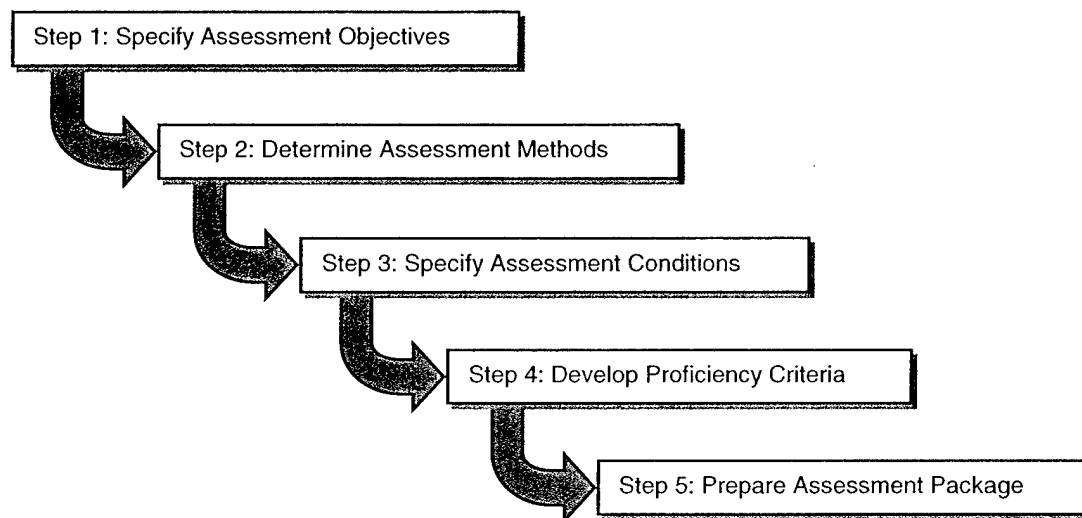 Step 1: Specify Assessment Objectives
Step 2: Determine Assessment Methods
Step 3: Specify Assessment Conditions
Step 4: Develop Proficiency Criteria
Step 5: Prepare Assessment Package